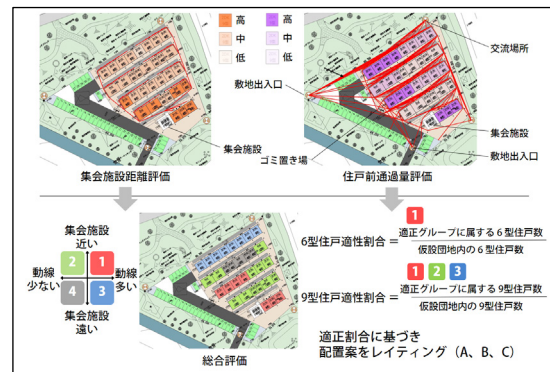 高
中
低
高
中
低
交流場所
敷地出入口
集会施設
ゴミ置き場
集会施設
敷地出入口
集会施設距離評価
住戸前通過量評価
集会施設
近い
2
1
動線
少ない
動線
多い
4
3
集会施設
遠い
総合評価
1
6型住戸適性割合＝
適正グループに属する6型住戸数
仮設団地内の6型住戸数
1 2 3
9型住戸適性割合＝
適正グループに属する9型住戸数
仮設団地内の9型住戸数
適正割合に基づき
配置案をレイティング（A、B、C）